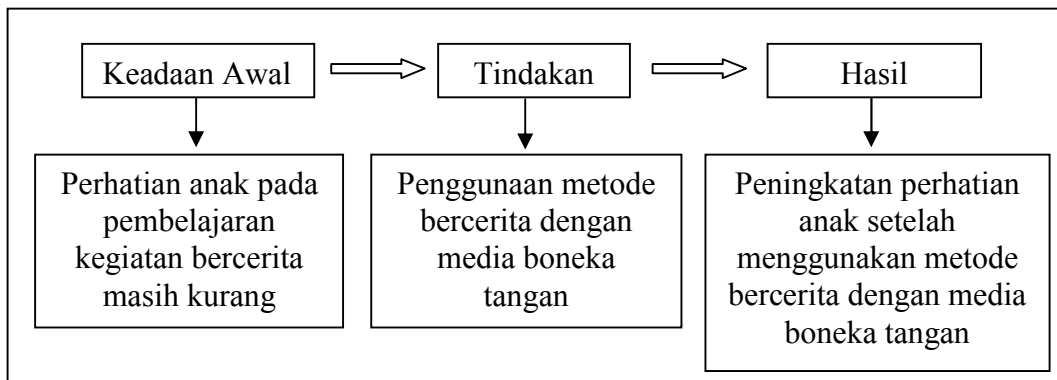 Keadaan Awal
Tindakan
Hasil
Perhatian anak pada
pembelajaran
kegiatan bercerita
masih kurang
Penggunaan metode
bercerita dengan
media boneka
tangan
Peningkatan perhatian
anak setelah
menggunakan metode
bercerita dengan media
boneka tangan